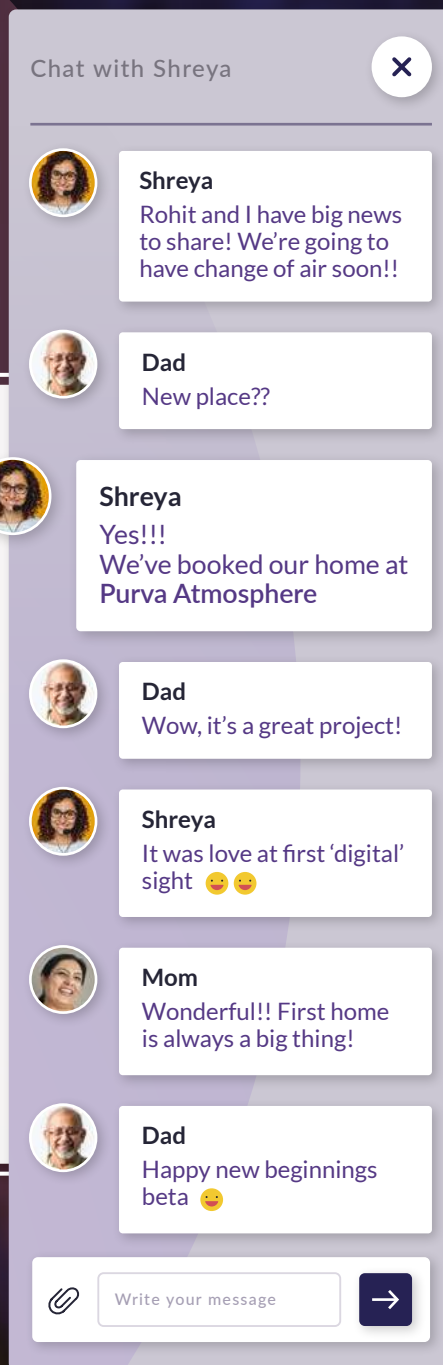 Chat with Shreya
Shreya
Rohit and I have big news
to share! We’re going to
have change of air soon!!
Dad
New place??
Shreya
Yes!!!
We’ve booked our home at
Purva Atmosphere
Dad
Wow, it’s a great project!
Shreya
It was love at first ‘digital’
sight 😃😃
Mom
Wonderful!! First home
is always a big thing!
Dad
Happy new beginnings
beta 😃
Write your message